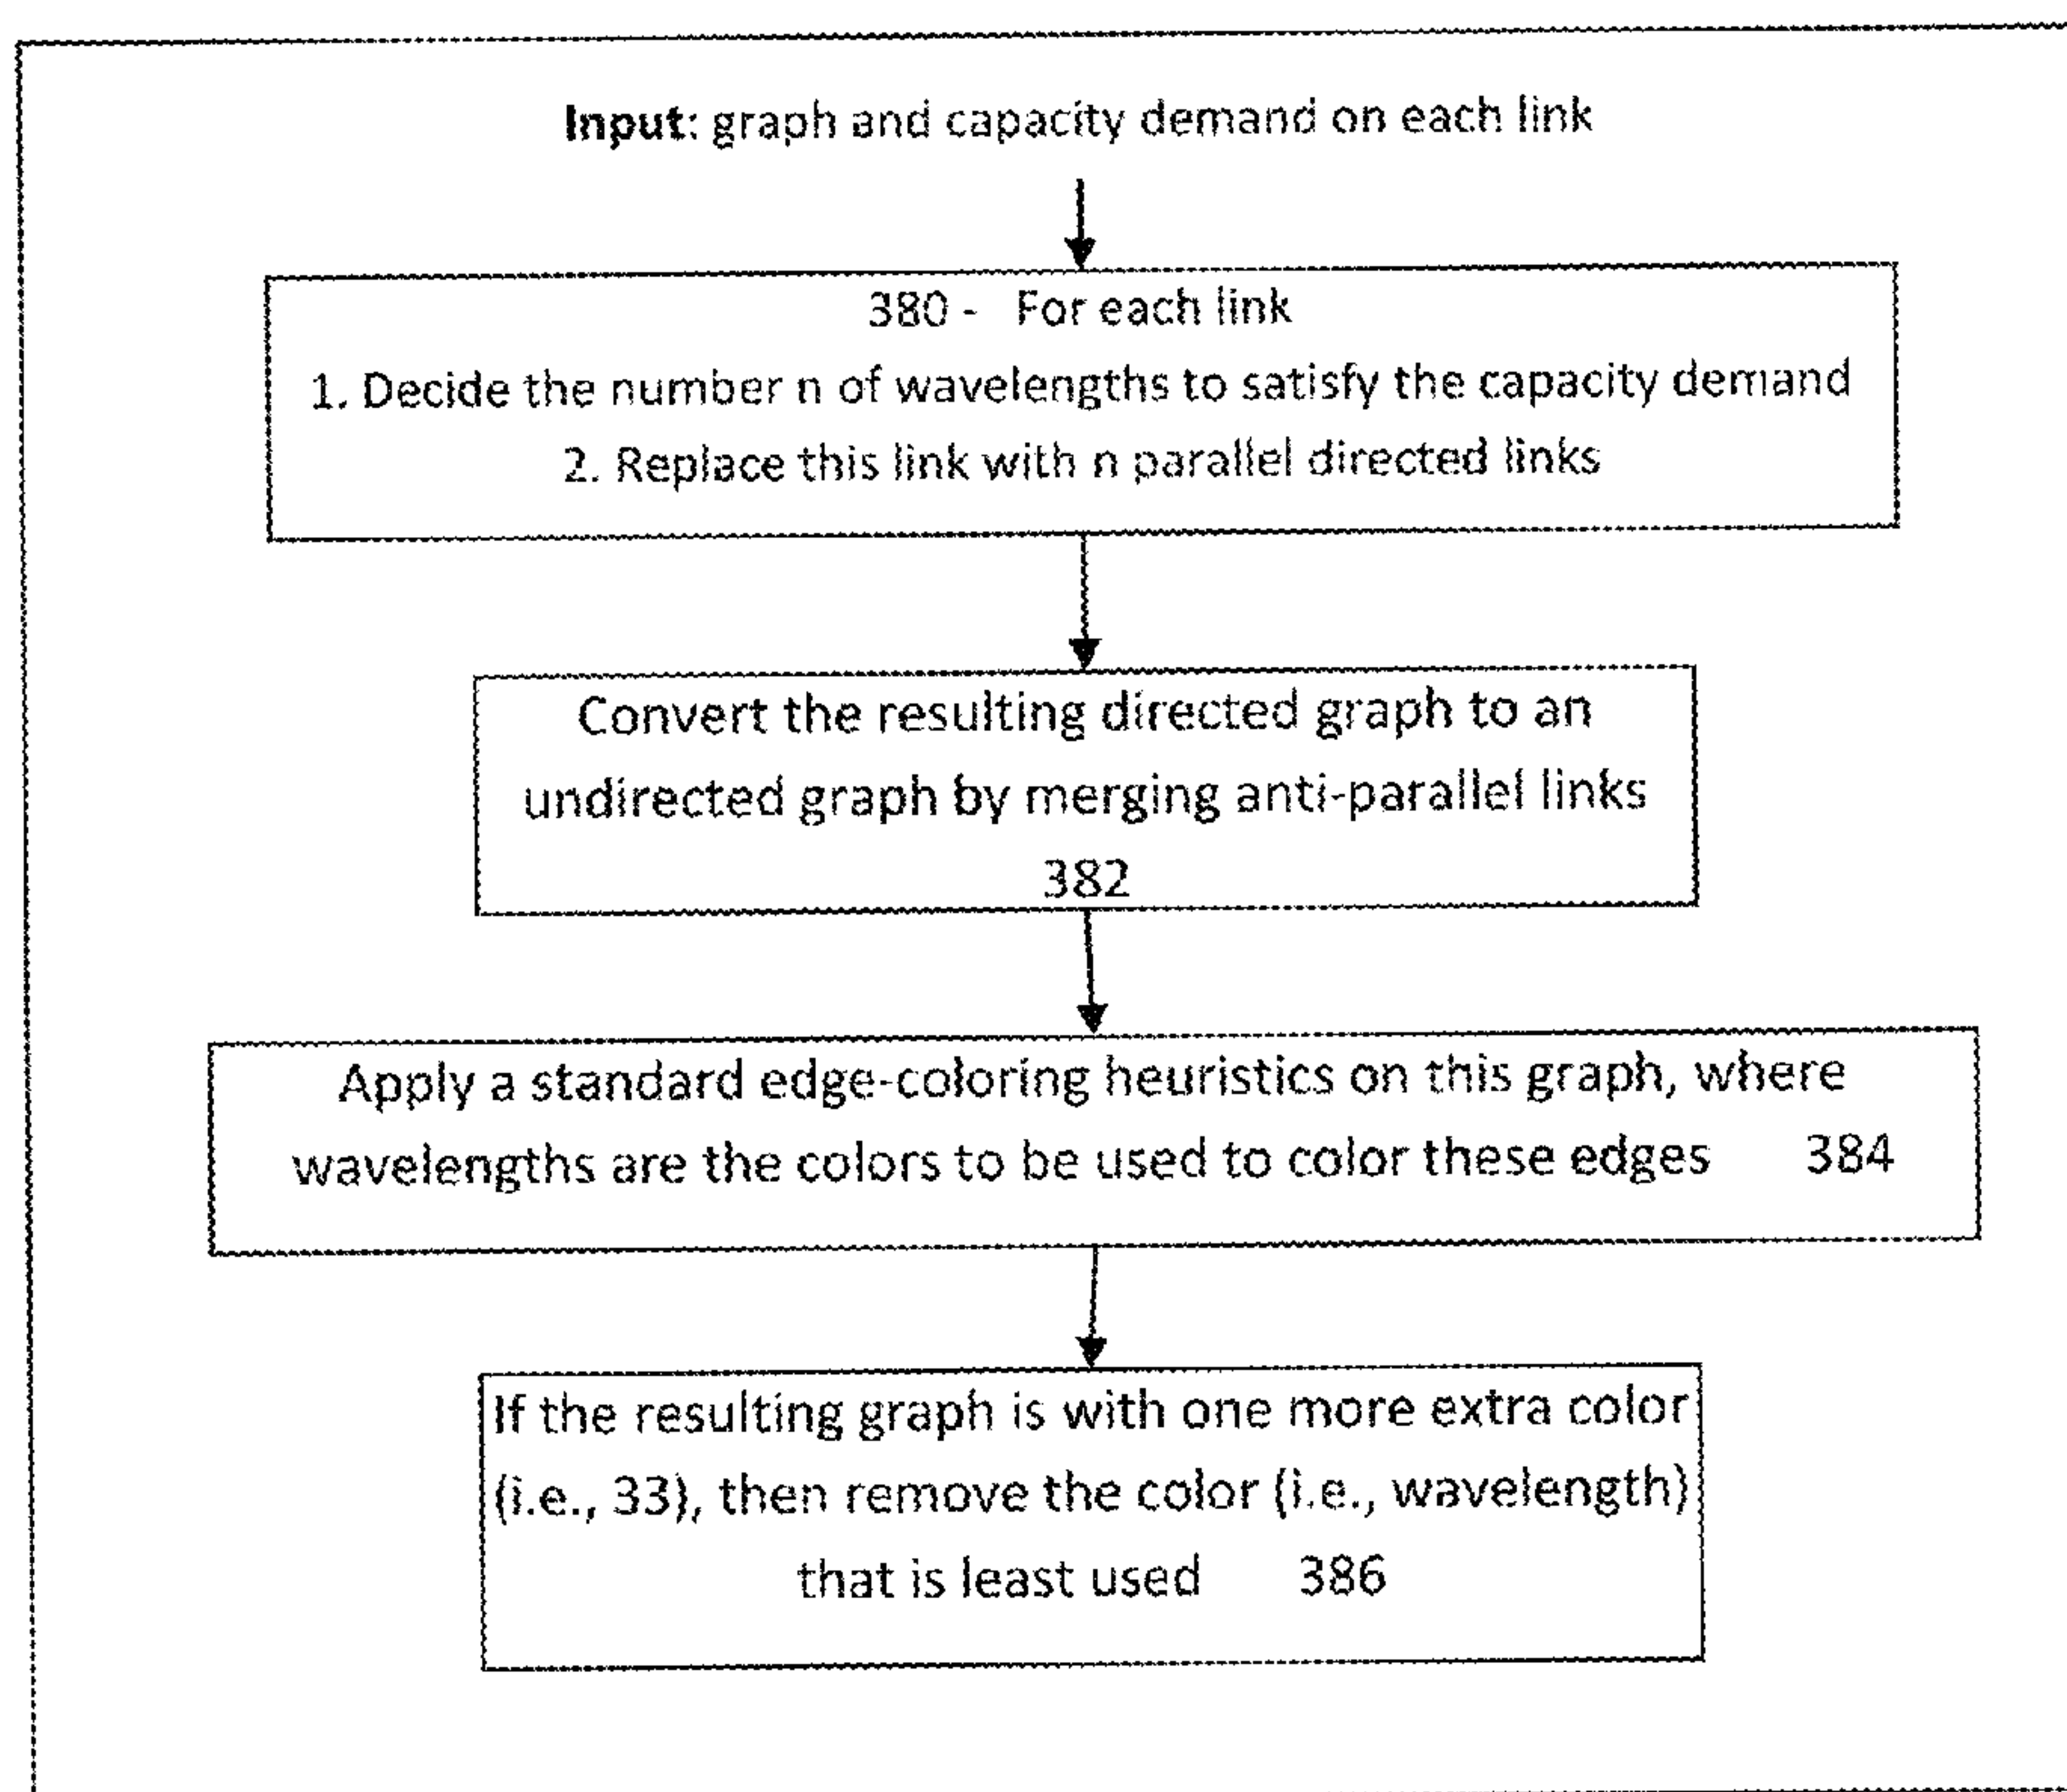 Input: graph and capacity demand on each link
380 - For each link
1. Decide the number n of wavelengths to satisfy the capacity demand
2. Replace this link with n parallel directed links
Convert the resulting directed graph to an
undirected graph by merging anti-parallel links
382
Apply a standard edge-coloring heuristics on this graph, where
wavelengths are the colors to be used to color these edges 384
If the resulting graph is with one more extra color
(i.e., 33), then remove the color (i.e., wavelength)
that is least used 386